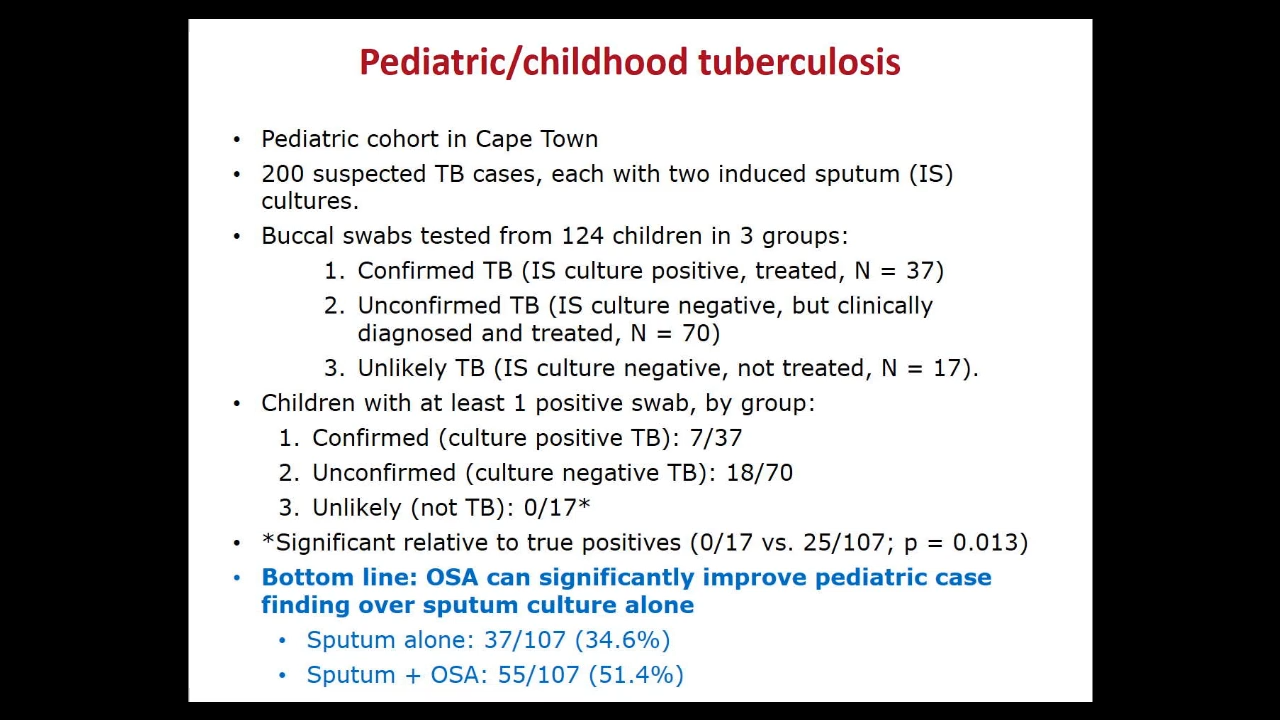 Pediatric/childhood tuberculosis
• Pediatric cohort in Cape Town
• 200 suspected TB cases, each with two induced sputum (IS)
cultures.
• Buccal swabs tested from 124 children in 3 groups:
1. Confirmed TB (IS culture positive, treated, N = 37)
2. Unconfirmed TB (IS culture negative, but clinically
diagnosed and treated, N = 70)
3. Unlikely TB (IS culture negative, not treated, N = 17).
• Children with at least 1 positive swab, by group:
1. Confirmed (culture positive TB): 7/37
2. Unconfirmed (culture negative TB): 18/70
3. Unlikely (not TB): 0/17*
• *Significant relative to true positives (0/17 vs. 25/107; p = 0.013)
• Bottom line: OSA can significantly improve pediatric case
finding over sputum culture alone
• Sputum alone: 37/107 (34.6%)
• Sputum + OSA: 55/107 (51.4%)